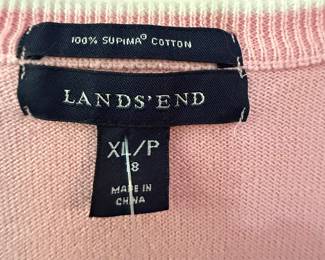 100% SUPIMA® COTTON
LANDS' END
XL/P
18
MADE IN
CHINA